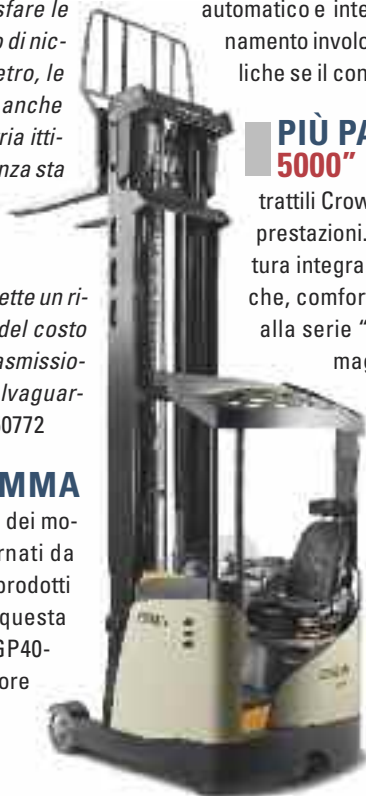 sfare le
o di nic-
etro, le
anche
ria itti-
nza sta
ette un ri-
del costo
asmissio-
lvaguar-
0772
MMA
dei mo-
rnati da
prodotti
questa
GP40-
ore
automatico e inte
namento involo
liche se il con
PIÙ PA
5000”
trattili Crow
prestazioni.
tura integra
che, comfor
alla serie “
mag